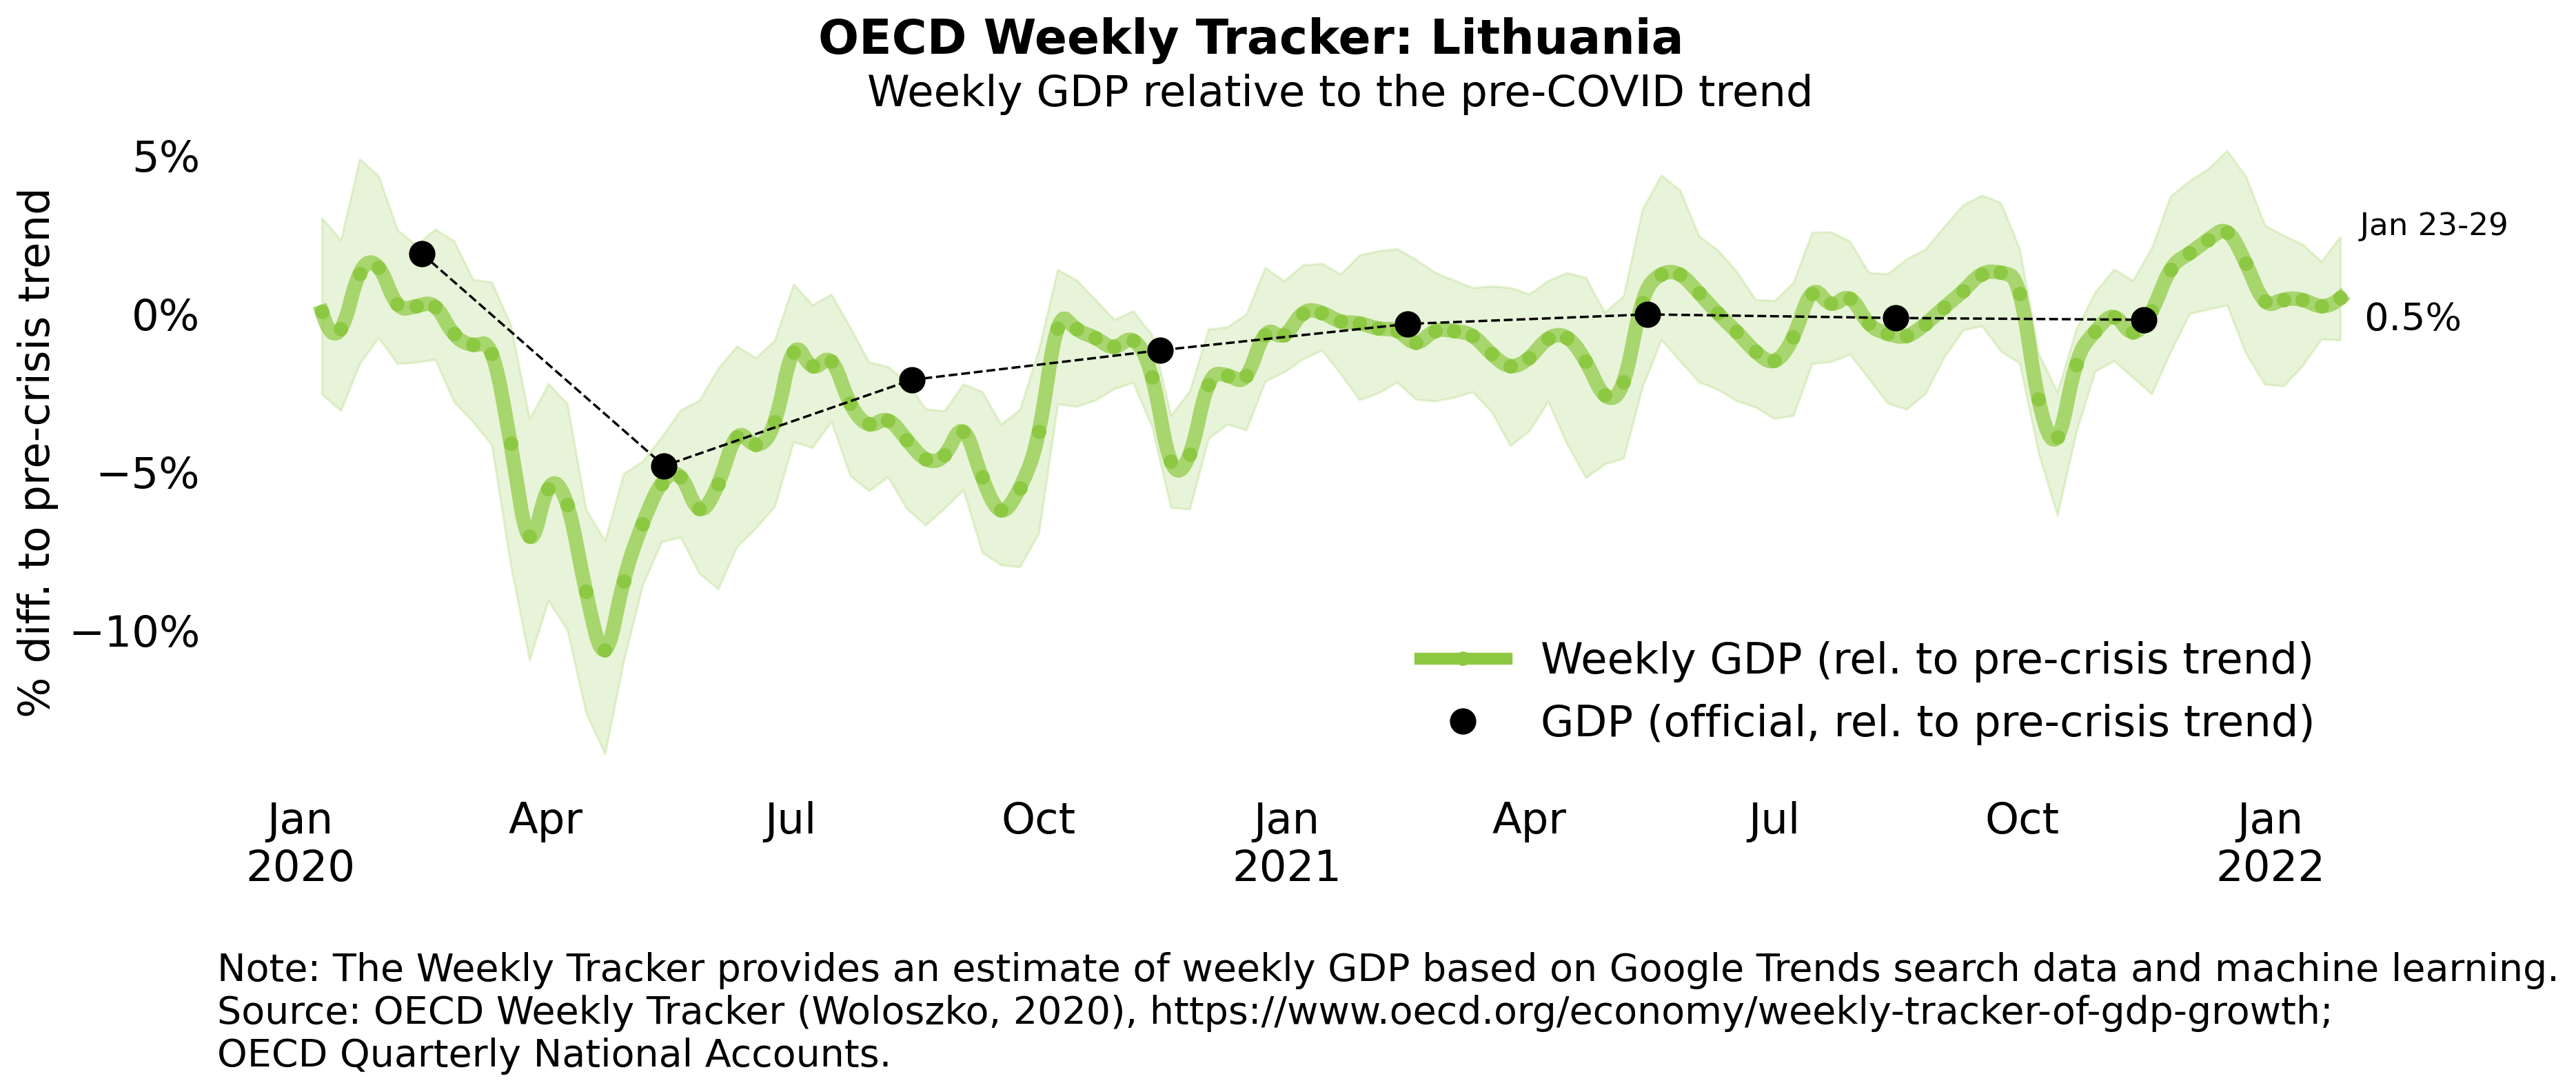 OECD Weekly Tracker: Lithuania
Weekly GDP relative to the pre-COVID trend
% diff. to pre-crisis trend
5%
0%
−5%
−10%
Jan 23-29
0.5%
Weekly GDP (rel. to pre-crisis trend)
GDP (official, rel. to pre-crisis trend)
Jan Apr Jul Oct Jan Apr Jul Oct Jan
2020 2021 2022
Note: The Weekly Tracker provides an estimate of weekly GDP based on Google Trends search data and machine learning.
Source: OECD Weekly Tracker (Woloszko, 2020), https://www.oecd.org/economy/weekly-tracker-of-gdp-growth;
OECD Quarterly National Accounts.